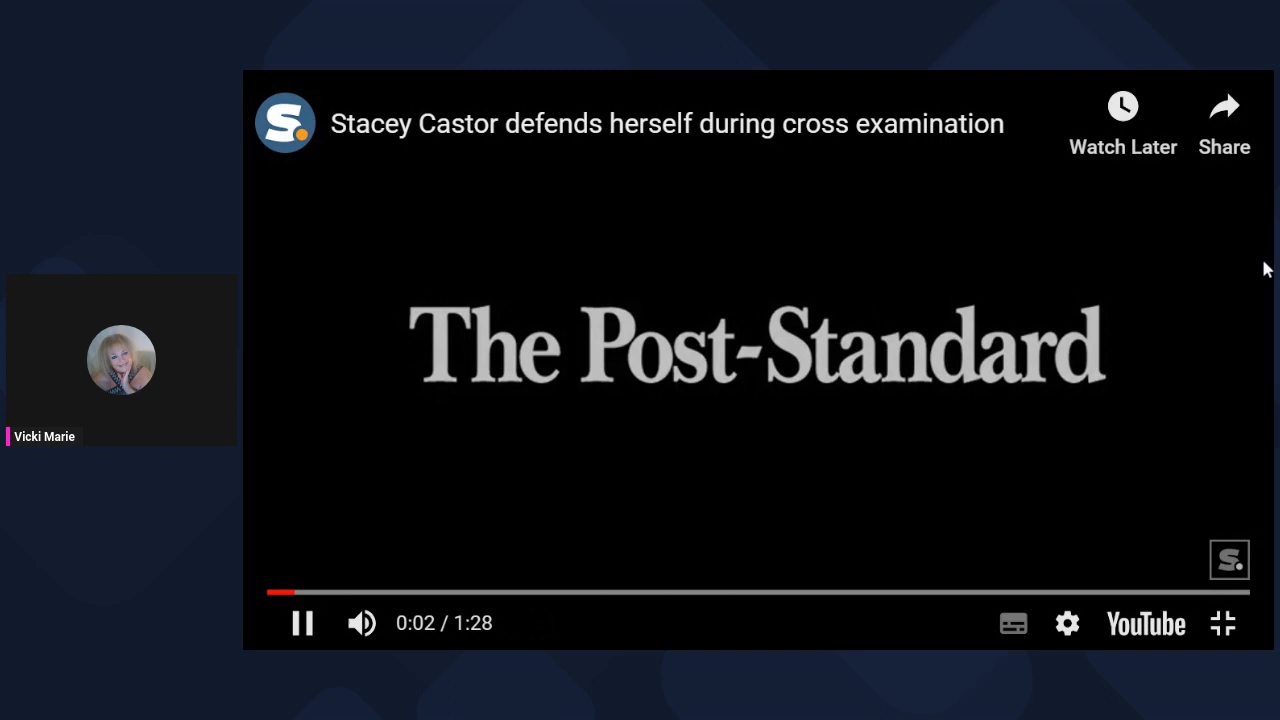 Stacey Castor defends herself during cross examination
Watch Later
Share
The Post-Standard
Vicki Marie
S.
S.
0:02 / 1:28
YouTube